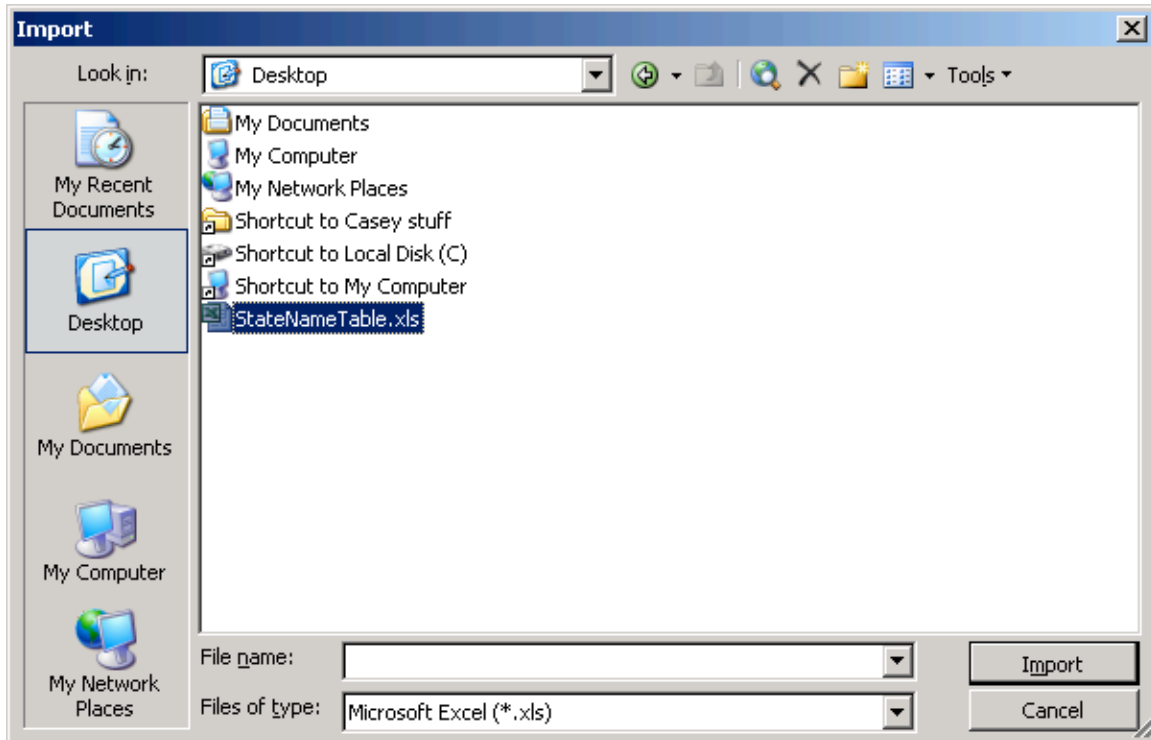 Import
Look in:
Desktop
Tools
My Recent
Documents
Desktop
My Documents
My Computer
My Network
Places
My Documents
My Computer
My Network Places
Shortcut to Casey stuff
Shortcut to Local Disk (C)
Shortcut to My Computer
StateNameTable.xls
File name:
Import
Files of type:
Microsoft Excel (*.xls)
Cancel